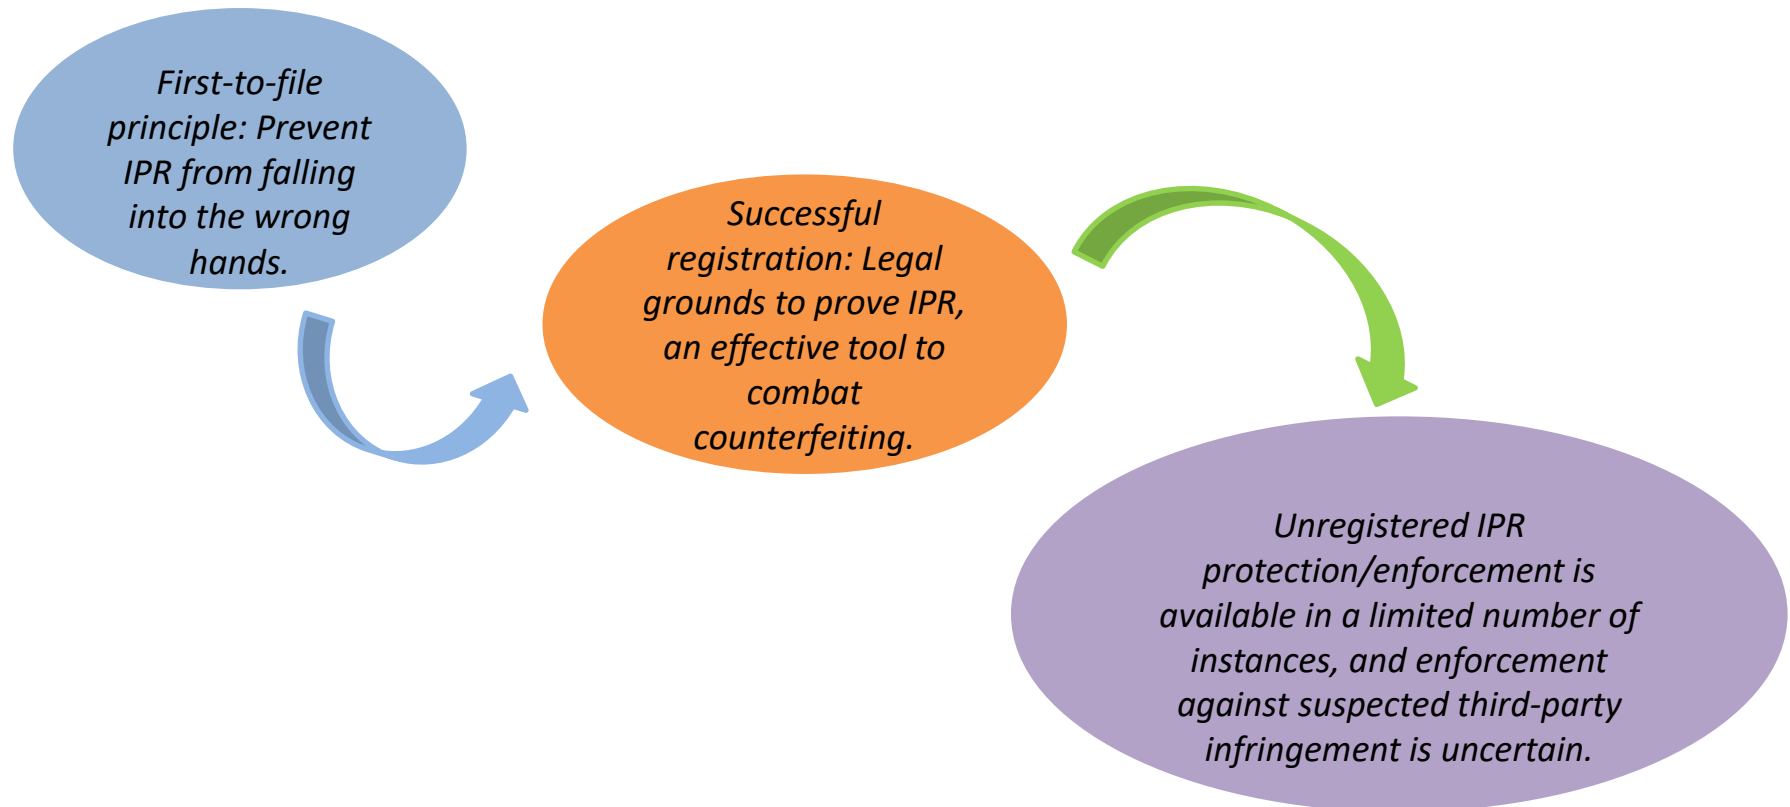 First-to-file
principle: Prevent
IPR from falling
into the wrong
hands.
Successful
registration: Legal
grounds to prove IPR,
an effective tool to
combat
counterfeiting.
Unregistered IPR
protection/enforcement is
available in a limited number of
instances, and enforcement
against suspected third-party
infringement is uncertain.